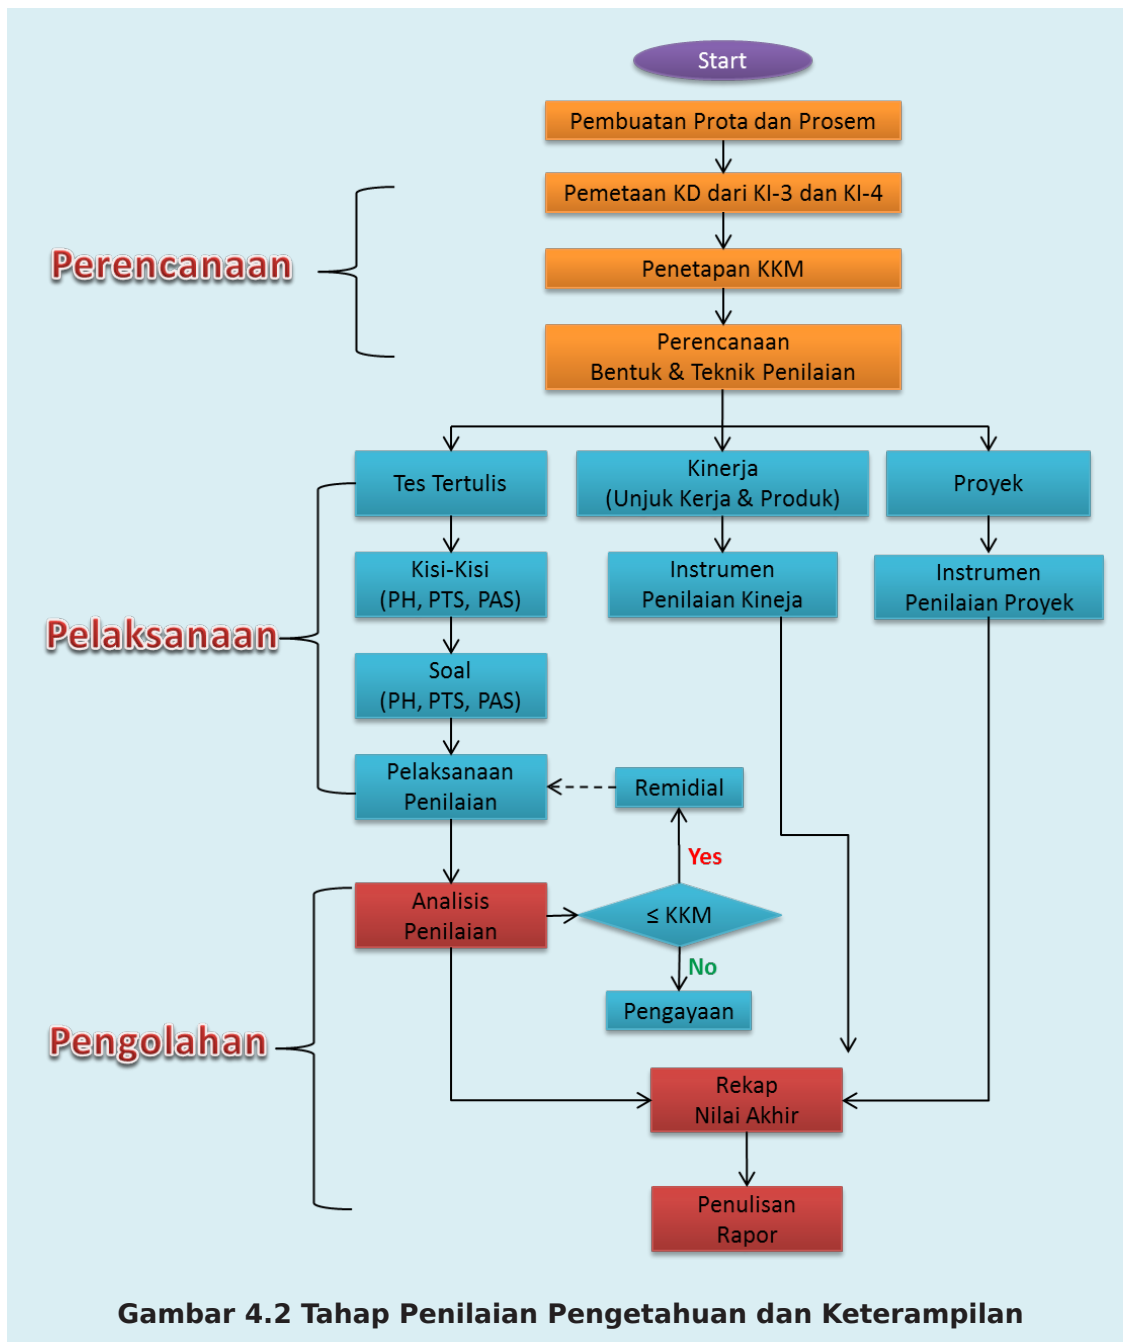 Start
Pembuatan Prota dan Prosem
Pemetaan KD dari KI-3 dan KI-4
Perencanaan
Penetapan KKM
Perencanaan
Bentuk & Teknik Penilaian
Tes Tertulis
Kinerja
(Unjuk Kerja & Produk)
Proyek
Kisi-Kisi
(PH, PTS, PAS)
Instrumen
Penilaian Kineja
Instrumen
Penilaian Proyek
Pelaksanaan
Soal
(PH, PTS, PAS)
Pelaksanaan
Penilaian
Remidial
Yes
Analisis
Penilaian
≤ KKM
No
Pengayaan
Pengolahan
Rekap
Nilai Akhir
Penulisan
Rapor
Gambar 4.2 Tahap Penilaian Pengetahuan dan Keterampilan